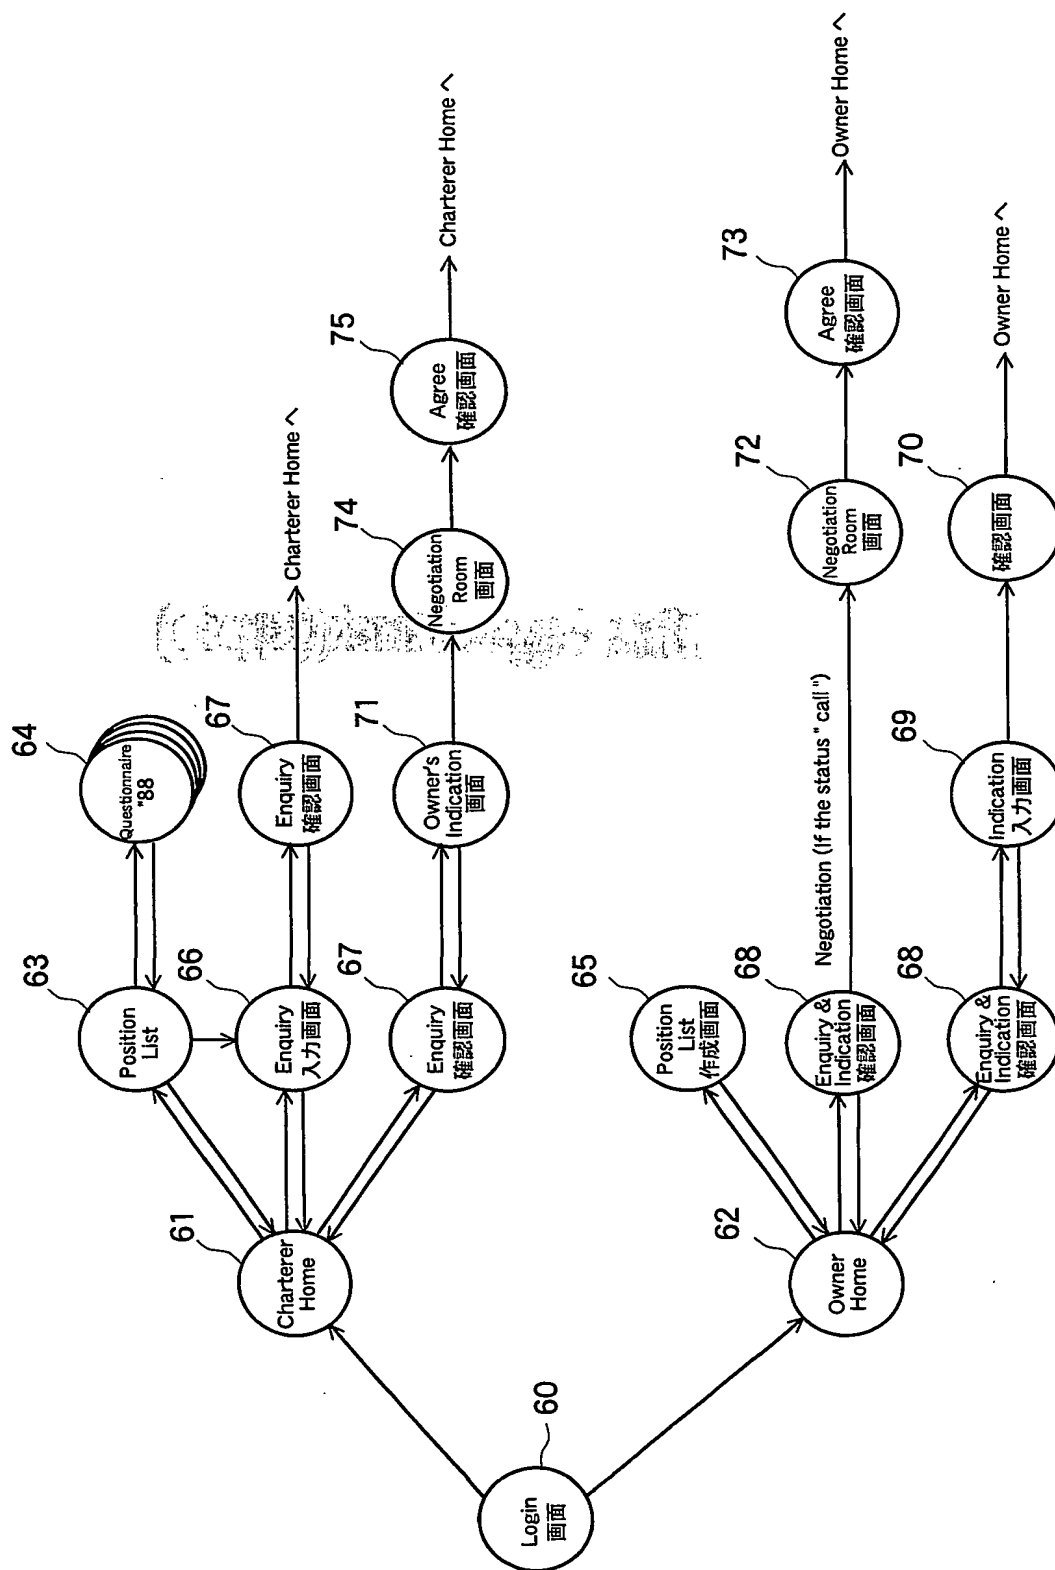 60
Login
画面
61
Charterer
Home
62
Owner
Home
63
Position
List
64
Questionnaire
"88
66
Enquiry
入力画面
67
Enquiry
確認画面
Charterer Home へ
67
Enquiry
確認画面
71
Owner's
Indication
画面
74
Negotiation
Room
画面
75
Agree
確認画面
Charterer Home へ
65
Position
List
作成画面
68
Enquiry &
Indication
確認画面
Negotiation (If the status " call ")
72
Negotiation
Room
画面
73
Agree
確認画面
Owner Home へ
68
Enquiry &
Indication
確認画面
69
Indication
入力画面
70
確認画面
Owner Home へ